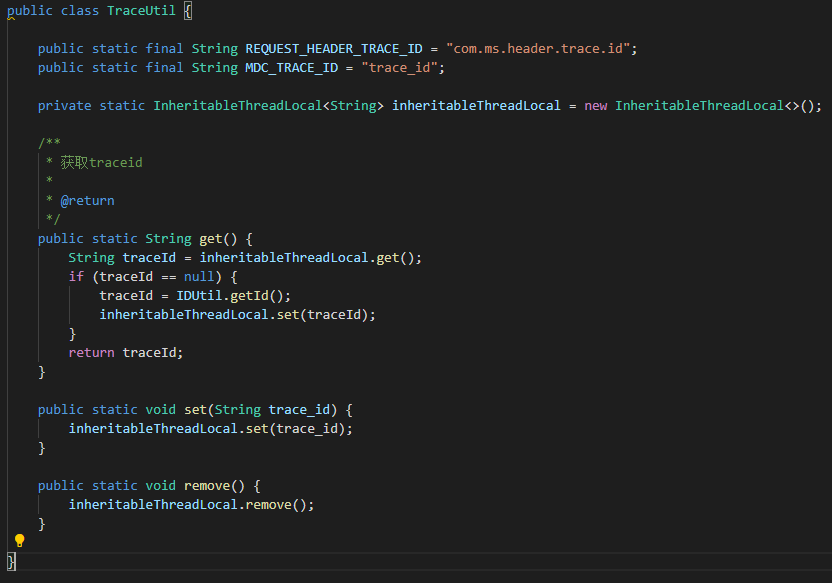 public class TraceUtil {
public static final String REQUEST_HEADER_TRACE_ID = "com.ms.header.trace.id";
public static final String MDC_TRACE_ID = "trace_id";
private static InheritableThreadLocal<String> inheritableThreadLocal = new InheritableThreadLocal<>();
/**
* 获取traceid
*
* @return
*/
public static String get() {
String traceId = inheritableThreadLocal.get();
if (traceId == null) {
traceId = IDUtil.getId();
inheritableThreadLocal.set(traceId);
}
return traceId;
}
public static void set(String trace_id) {
inheritableThreadLocal.set(trace_id);
}
public static void remove() {
inheritableThreadLocal.remove();
}
}